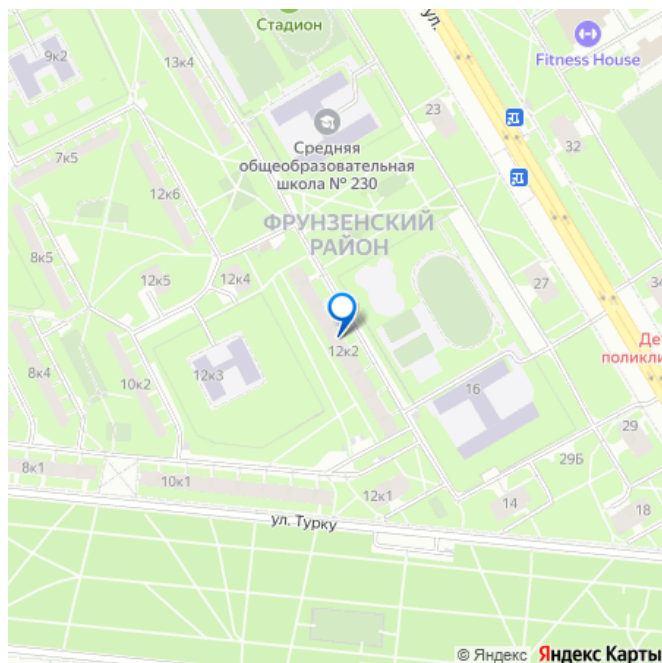 Стадион
ул.
Fitness House
9к2
13к4
23
32
Средняя
общеобразовательная
школа № 230
7к5
12к6
ФРУНЗЕНСКИЙ
РАЙОН
8к5
12к5
12к4
27
34
Де
поликли
12к2
8к4
10к2
12к3
16
29
29Б
8к1
10к1
12к1
14
18
ул. Турку
© Яндекс Яндекс Карты